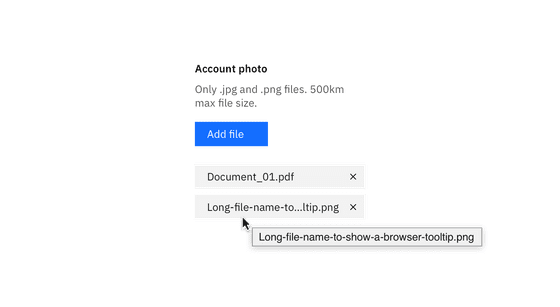 Account photo
Only .jpg and .png files. 500km
max file size.
Add file
Document_01.pdf
Long-file-name-to...ltip.png
Long-file-name-to-show-a-browser-tooltip.png